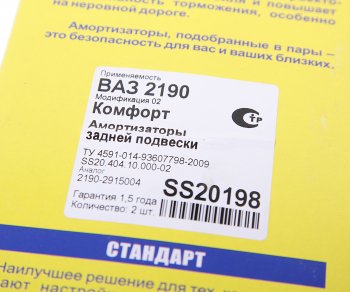 тельность торможения, особенно
на неровной дороге.
Амортизаторы, подобранные в пары –
это безопасность для вас и ваших близких.
Применяемость
ВАЗ 2190
Модификация 02
Комфорт
Амортизаторы
задней подвески
ТУ 4591-014-93607798-2009
SS20.404.10.000-02
Аналог
2190-2915004
Гарантия 1,5 года
Количество: 2 шт.
SS20198
СТАНДАРТ
Наилучшее решение для тех,